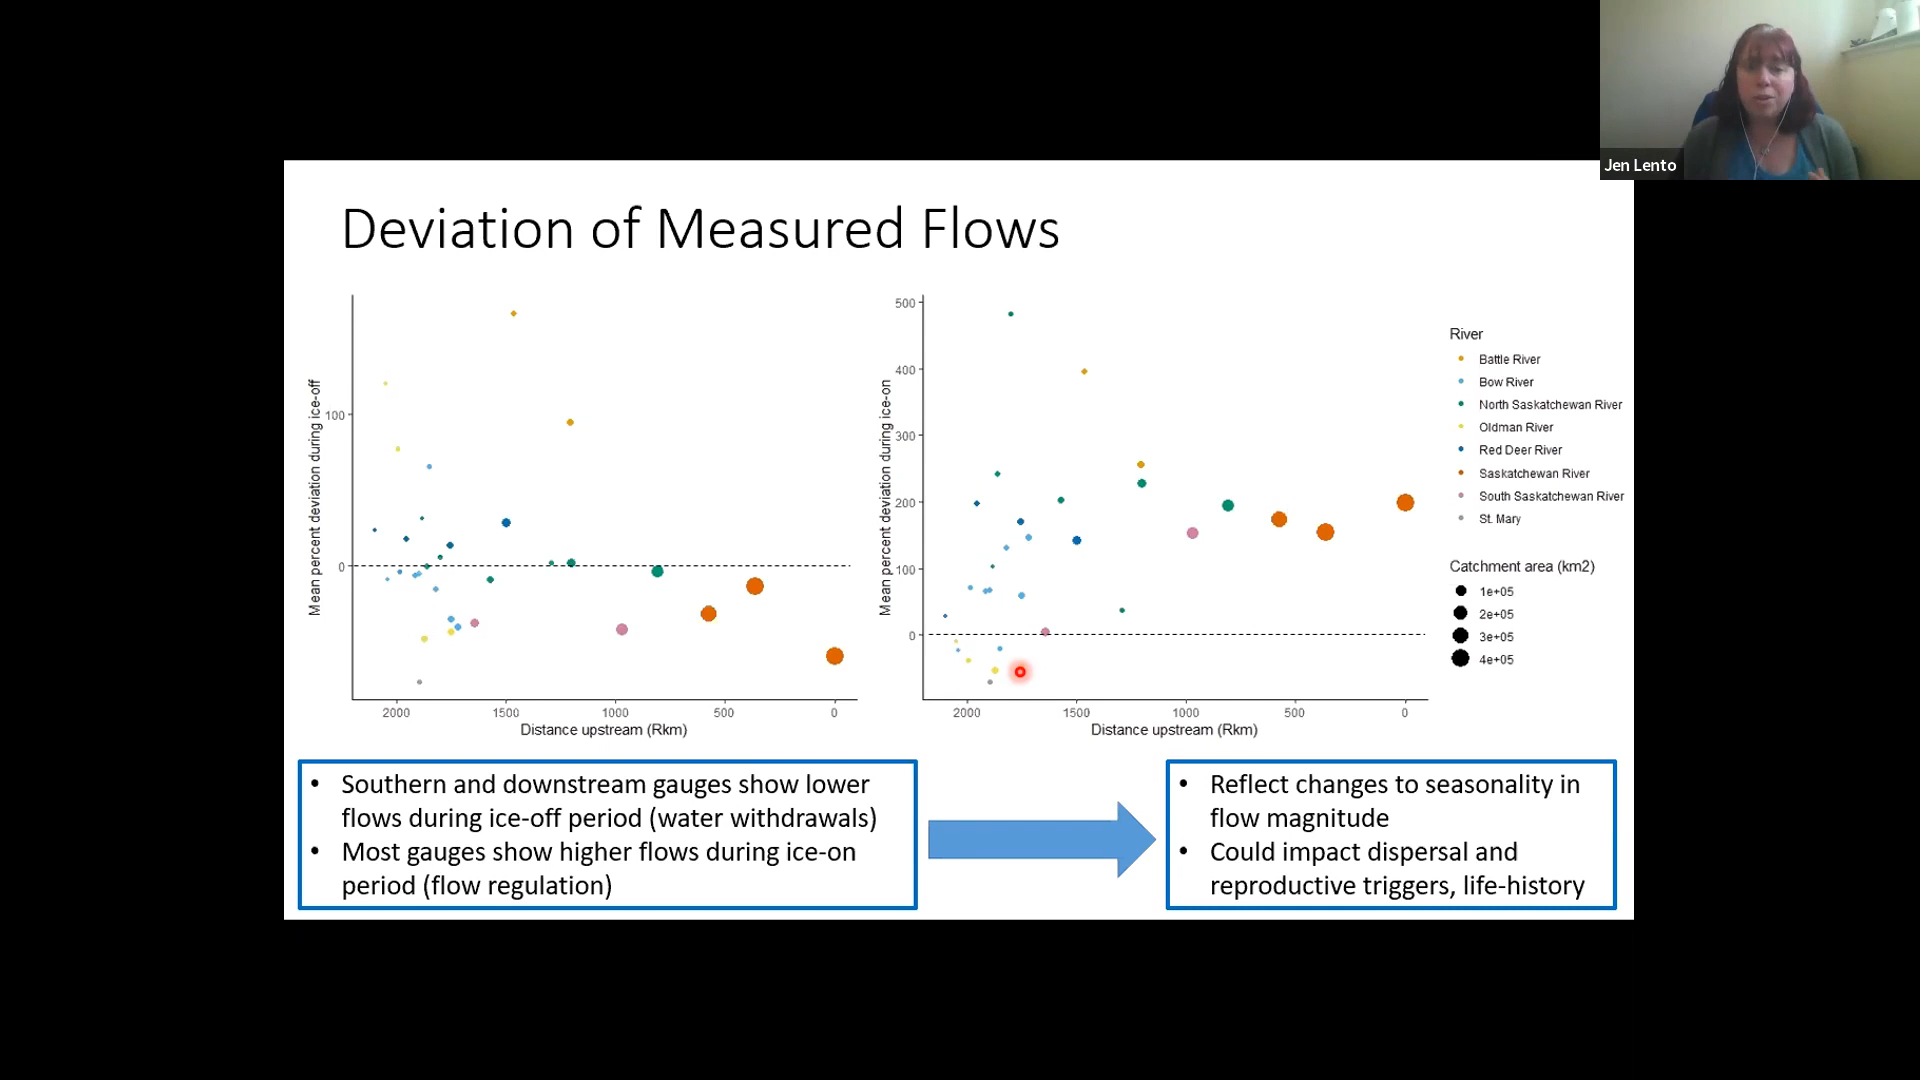 Jen Lento
Deviation of Measured Flows
Mean percent deviation during ice-off
100
0
2000
1500
1000
500
0
Distance upstream (Rkm)
Mean percent deviation during ice-on
500
400
300
200
100
0
2000
1500
1000
500
0
Distance upstream (Rkm)
River
Battle River
Bow River
North Saskatchewan River
Oldman River
Red Deer River
Saskatchewan River
South Saskatchewan River
St. Mary
Catchment area (km2)
1e+05
2e+05
3e+05
4e+05
• Southern and downstream gauges show lower
flows during ice-off period (water withdrawals)
• Most gauges show higher flows during ice-on
period (flow regulation)
• Reflect changes to seasonality in
flow magnitude
• Could impact dispersal and
reproductive triggers, life-history